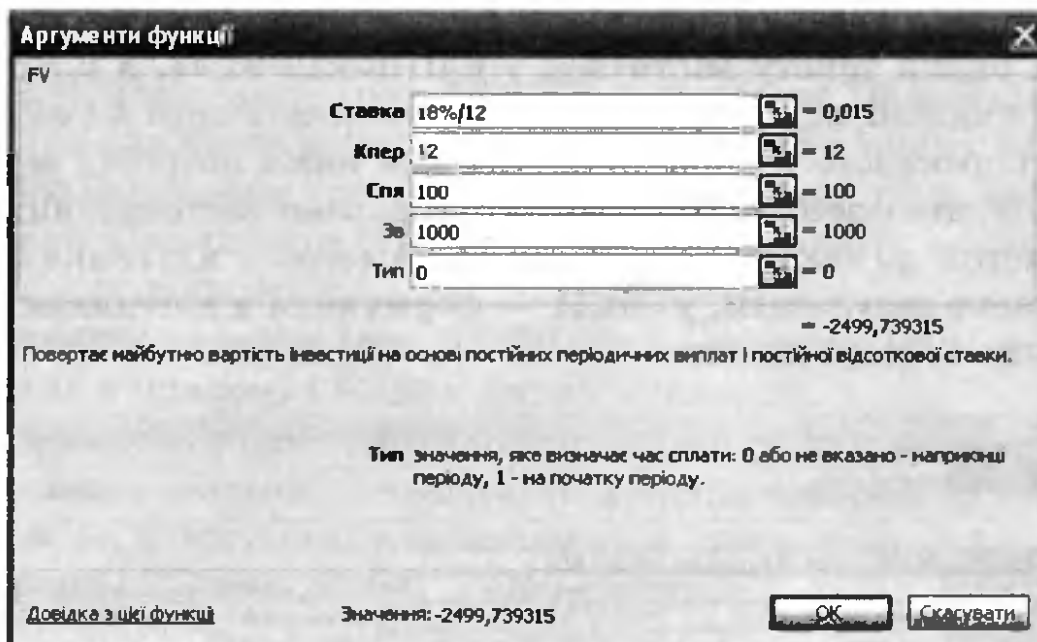 Аргументи функції
FV
Ставка 18%/12 = 0,015
Кпер 12 = 12
Спл 100 = 100
Зв 1000 = 1000
Тип 0 = 0
= -2499,739315
Повертає майбутню вартість інвестиції на основі постійних періодичних виплат і постійної відсоткової ставки.
Тип значення, яке визначає час сплати: 0 або не вказано - наприкінці
періоду, 1 - на початку періоду.
Довідка з цієї функції Значення: -2499,739315 OK Скасувати